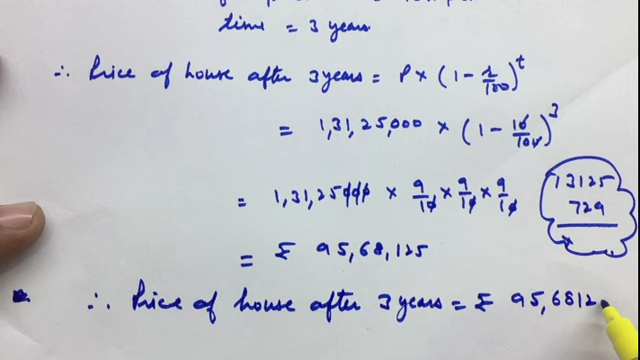 time = 3 years
∴ Price of house after 3 years = P × (1 - r/100)^t
= 1,31,25,000 × (1 - 10/100)^3
= 1,31,25000 × 9/10 × 9/10 × 9/10
13125
729
×
= ₹ 95,68,125
∴ Price of house after 3 years = ₹ 95,6812